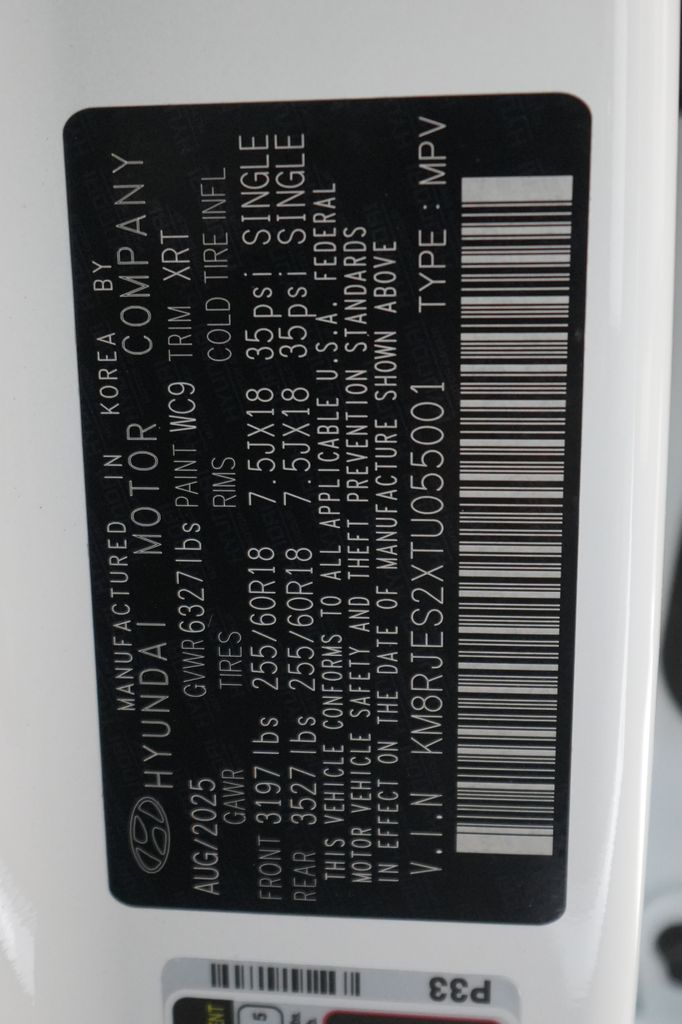 MANUFACTURED IN KOREA BY
HYUNDAI MOTOR COMPANY
AUG/2025 GVWR 6327lbs PAINT WC9 TRIM XRT
GAWR TIRES RIMS COLD TIRE INFL
FRONT 3197 lbs 255/60R18 7.5JX18 35psi SINGLE
REAR 3527 lbs 255/60R18 7.5JX18 35psi SINGLE
THIS VEHICLE CONFORMS TO ALL APPLICABLE U.S.A. FEDERAL
MOTOR VEHICLE SAFETY AND THEFT PREVENTION STANDARDS
IN EFFECT ON THE DATE OF MANUFACTURE SHOWN ABOVE
V.I.N KM8RJES2XTU055001 TYPE : MPV
P33
5